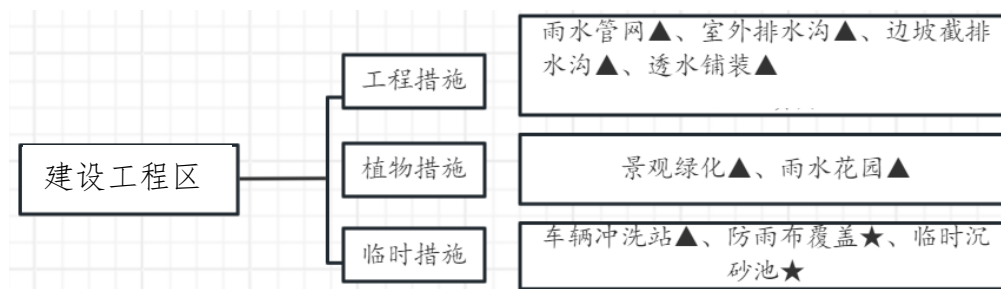 雨水管网▲、室外排水沟▲、边坡截排
水沟▲、透水铺装▲
工程措施
建设工程区
植物措施
景观绿化▲、雨水花园▲
临时措施
车辆冲洗站▲、防雨布覆盖★、临时沉
砂池★